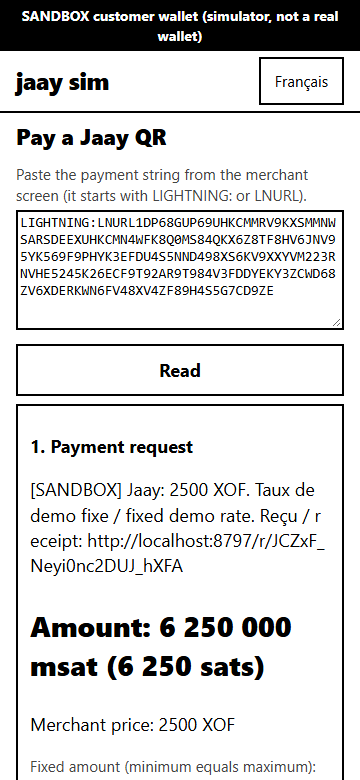 SANDBOX customer wallet (simulator, not a real
wallet)
jaay sim
Français
Pay a Jaay QR
Paste the payment string from the merchant
screen (it starts with LIGHTNING: or LNURL).
LIGHTNING:LNURL1DP68GUP69UHKCMMRV9KXSMMNW
SARSDEEXUHKCMN4WFK8Q0MS84QKX6Z8TF8HV6JNV9
5YK569F9PHYK3EFDU4S5NND498XS6KV9XXYVM223R
NVHE5245K26ECF9T92AR9T984V3FDDYEKY3ZCWD68
ZV6XDERKWN6FV48XV4ZF89H4S5G7CD9ZE
Read
1. Payment request
[SANDBOX] Jaay: 2500 XOF. Taux de
demo fixe / fixed demo rate. Reçu / r
eceipt: http://localhost:8797/r/JCZxF_
Neyi0nc2DUJ_hXFA
Amount: 6 250 000
msat (6 250 sats)
Merchant price: 2500 XOF
Fixed amount (minimum equals maximum):